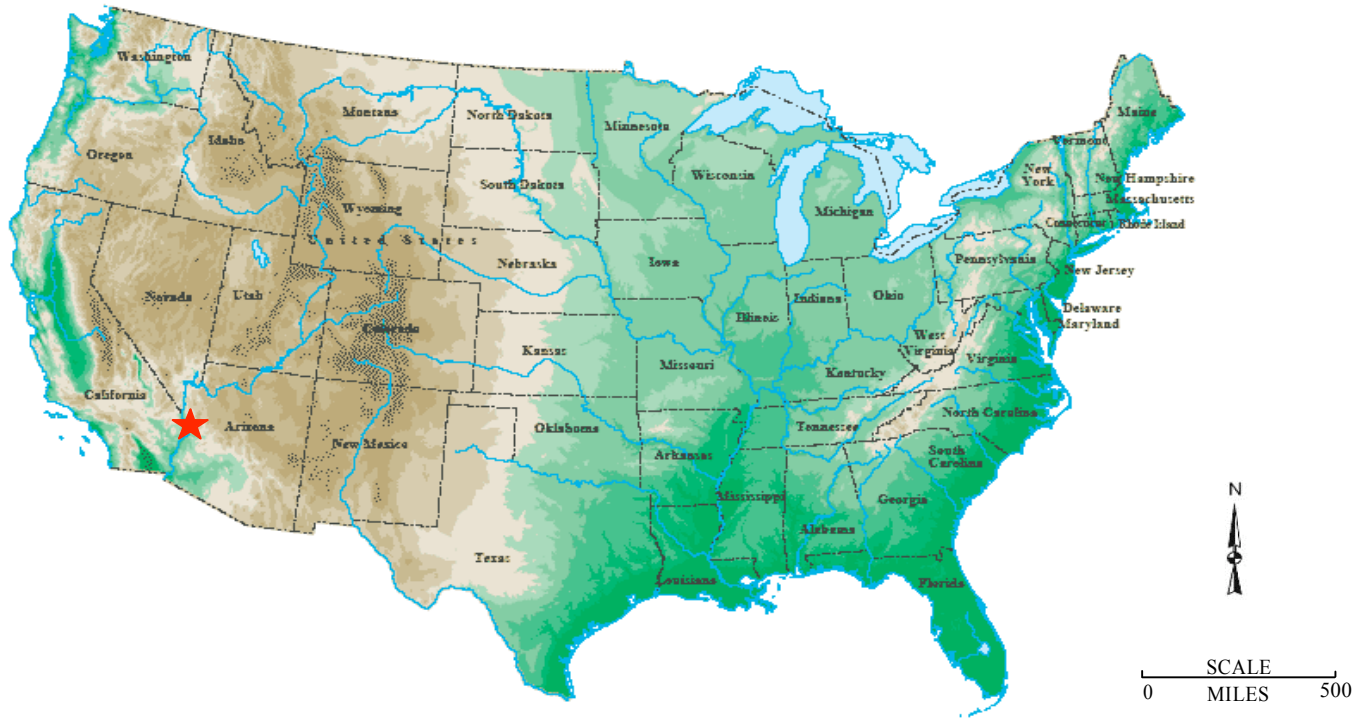 Washington
Montana
North Dakota
Minnesota
Maine
Vermont
Oregon
Idaho
South Dakota
Wisconsin
Michigan
New
York
New Hampshire
Massachusetts
Connecticut
Rhode Island
Wyoming
United States
Nebraska
Iowa
Pennsylvania
New Jersey
Nevada
Utah
Colorado
Illinois
Indiana
Ohio
Delaware
Maryland
Kansas
Missouri
West
Virginia
Virginia
Kentucky
California
Arizona
New Mexico
Oklahoma
Arkansas
Tennessee
North Carolina
South
Carolina
Mississippi
Georgia
Alabama
Texas
Louisiana
Florida
N
SCALE
0 500
MILES